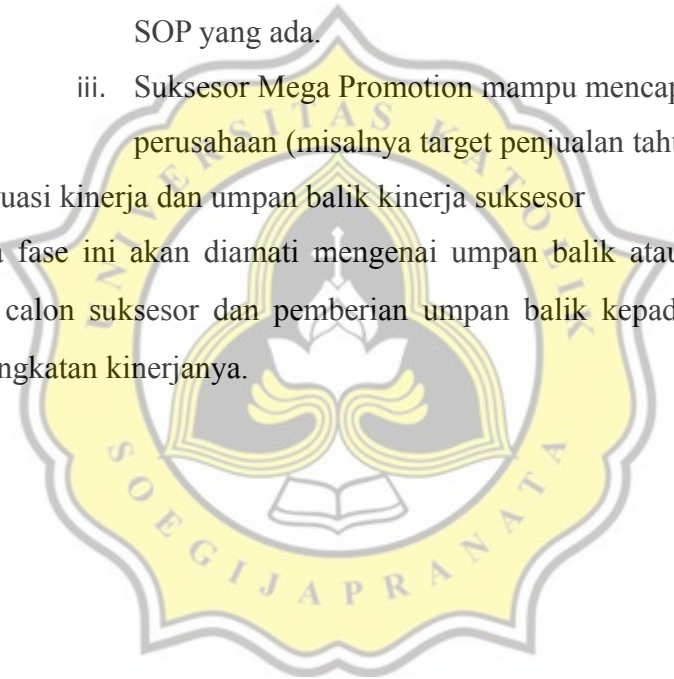 SOP yang ada.
iii. Suksesor Mega Promotion mampu mencap
perusahaan (misalnya target penjualan tahu
uasi kinerja dan umpan balik kinerja suksesor
a fase ini akan diamati mengenai umpan balik atau
calon suksesor dan pemberian umpan balik kepad
ngkatan kinerjanya.
UNIVERSITAS KATOLIK
SOEGIJAPRANATA